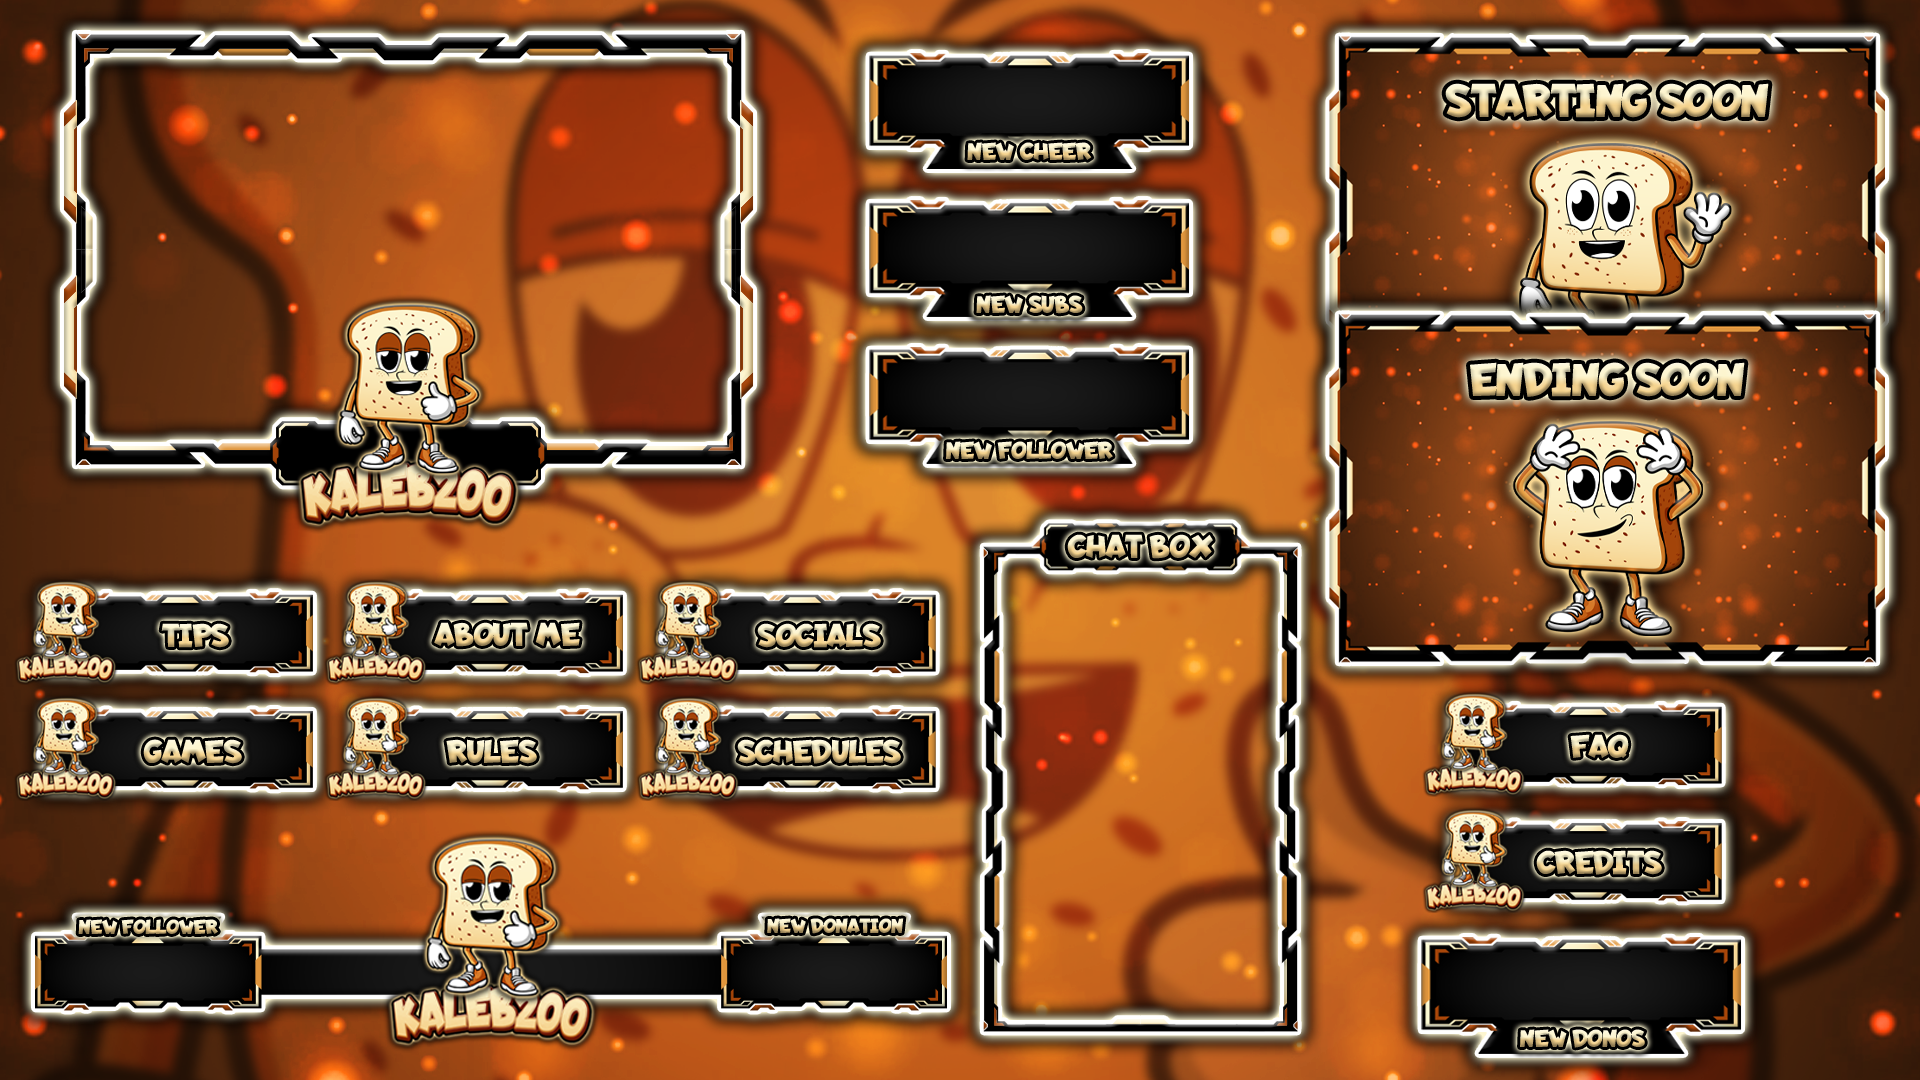 KALEBZOO
NEW CHEER
NEW SUBS
NEW FOLLOWER
STARTING SOON
ENDING SOON
CHAT BOX
TIPS
KALEBZOO
ABOUT ME
KALEBZOO
SOCIALS
KALEBZOO
GAMES
KALEBZOO
RULES
KALEBZOO
SCHEDULES
KALEBZOO
FAQ
KALEBZOO
CREDITS
KALEBZOO
NEW FOLLOWER
NEW DONATION
KALEBZOO
NEW DONOS